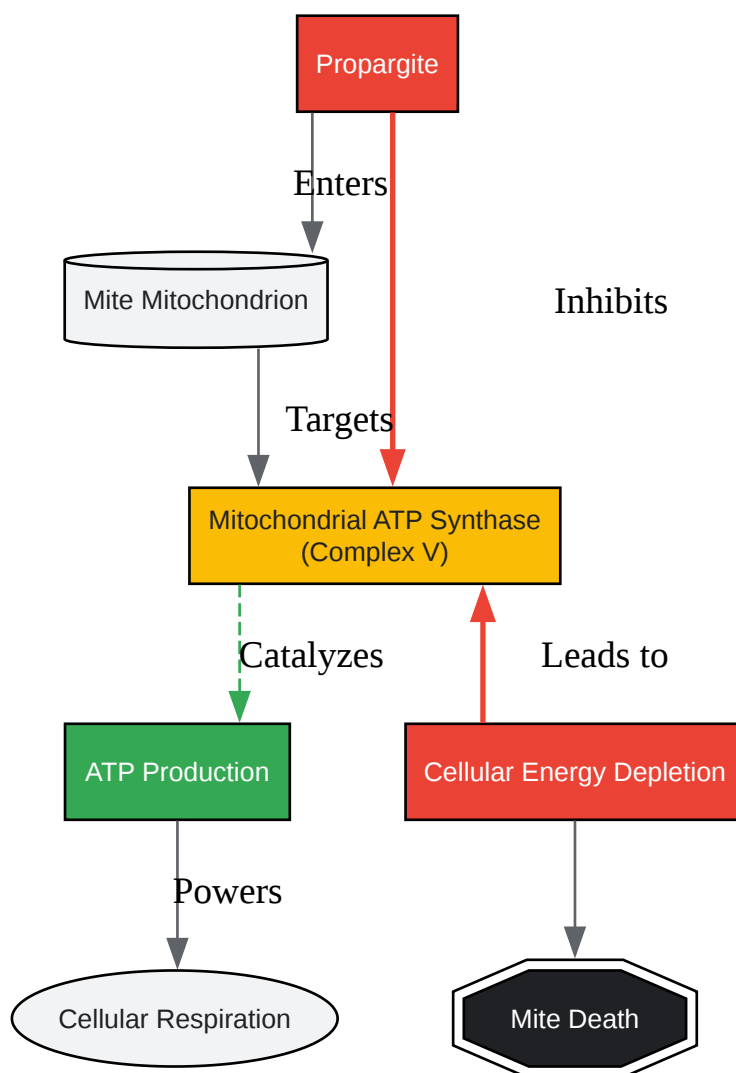 Propargite
Enters
Mite Mitochondrion
Inhibits
Targets
Mitochondrial ATP Synthase
(Complex V)
Catalyzes
Leads to
ATP Production
Cellular Energy Depletion
Powers
Cellular Respiration
Mite Death